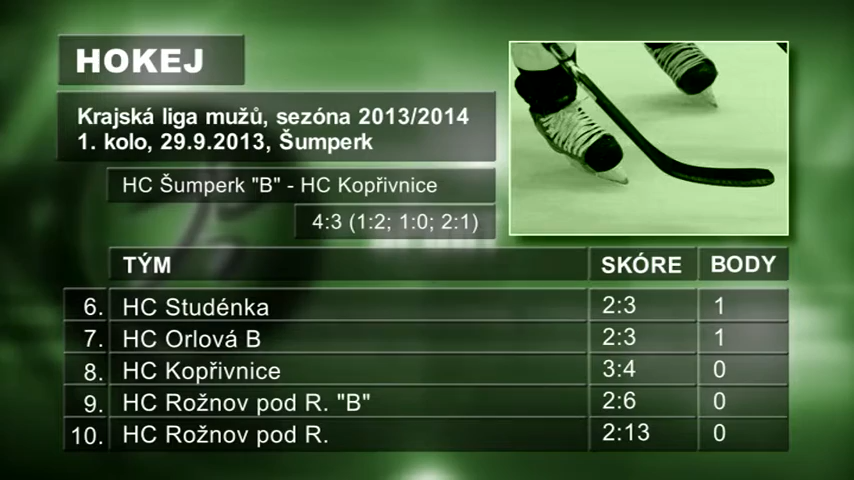 HOKEJ
Krajská liga mužů, sezóna 2013/2014
1. kolo, 29.9.2013, Šumperk
HC Šumperk "B" - HC Kopřivnice
4:3 (1:2; 1:0; 2:1)
TÝM SKÓRE BODY
6. HC Studénka 2:3 1
7. HC Orlová B 2:3 1
8. HC Kopřivnice 3:4 0
9. HC Rožnov pod R. "B" 2:6 0
10. HC Rožnov pod R. 2:13 0